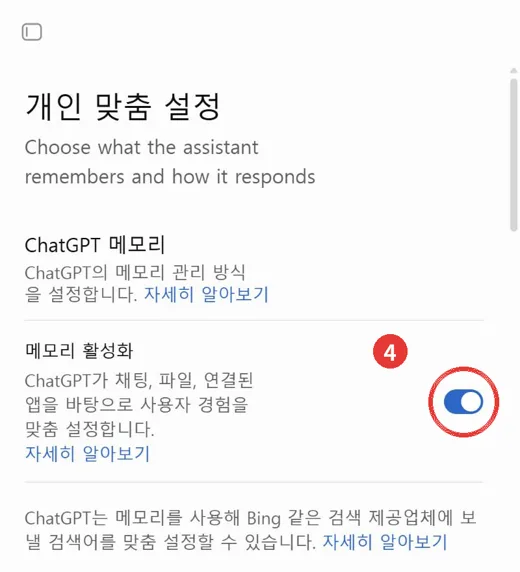 개인 맞춤 설정
Choose what the assistant
remembers and how it responds
ChatGPT 메모리
ChatGPT의 메모리 관리 방식
을 설정합니다. 자세히 알아보기
메모리 활성화
4
ChatGPT가 채팅, 파일, 연결된
앱을 바탕으로 사용자 경험을
맞춤 설정합니다.
자세히 알아보기
ChatGPT는 메모리를 사용해 Bing 같은 검색 제공업체에 보
낼 검색어를 맞춤 설정할 수 있습니다. 자세히 알아보기